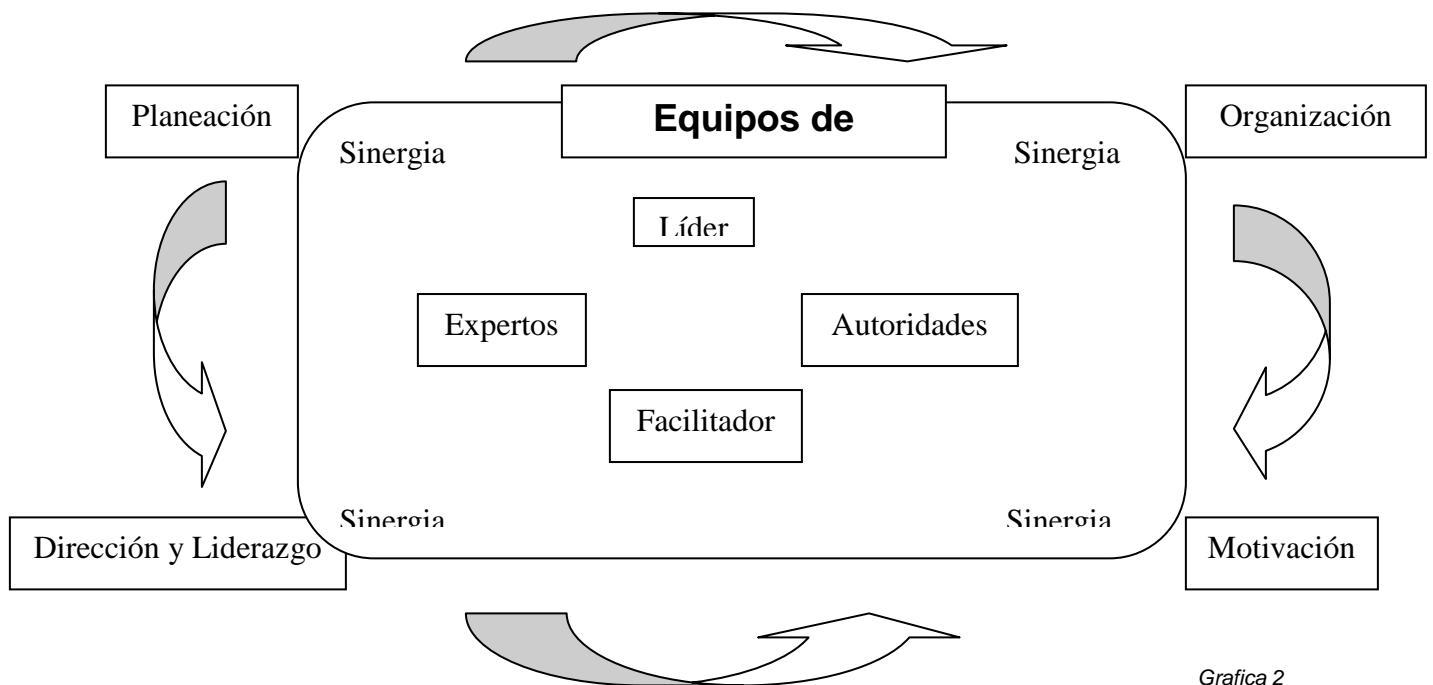 Planeación
Equipos de
Organización
Sinergia
Sinergia
Líder
Expertos
Autoridades
Facilitador
Sinergia
Sinergia
Dirección y Liderazgo
Motivación
Grafica 2